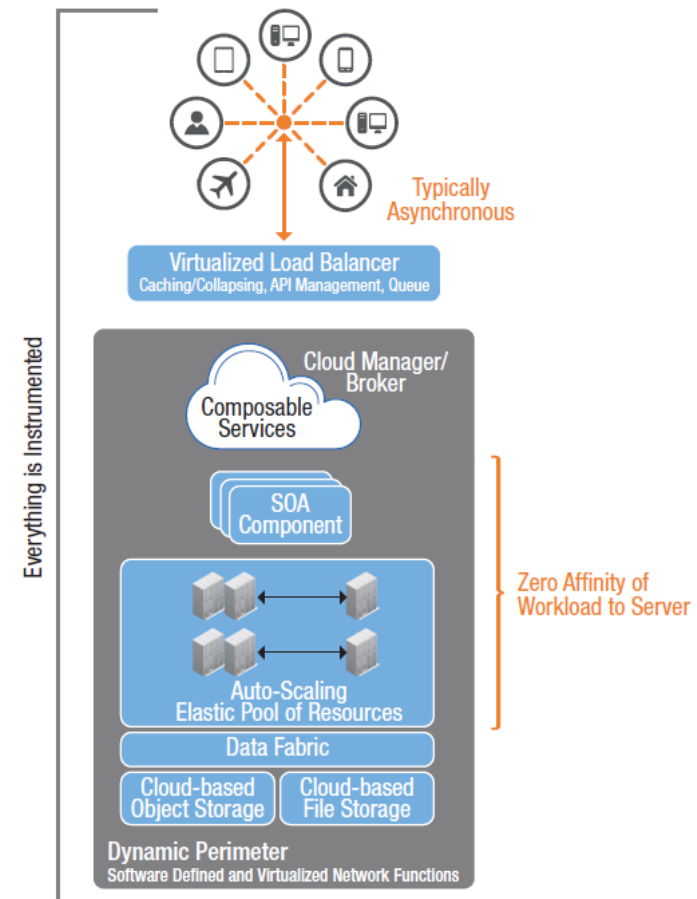 Typically
Asynchronous
Virtualized Load Balancer
Caching/Collapsing, API Management, Queue
Everything is Instrumented
Cloud Manager/
Broker
Composable
Services
SOA
Component
Zero Affinity of
Workload to Server
Auto-Scaling
Elastic Pool of Resources
Data Fabric
Cloud-based
Object Storage
Cloud-based
File Storage
Dynamic Perimeter
Software Defined and Virtualized Network Functions